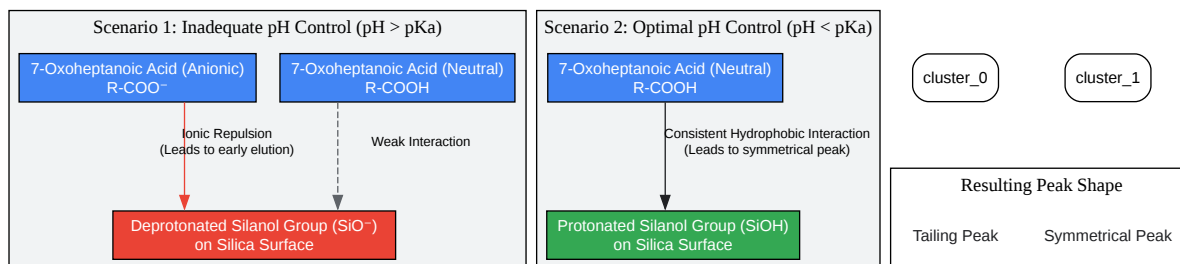 Scenario 1: Inadequate pH Control (pH > pKa)
7-Oxoheptanoic Acid (Anionic)
R-COO⁻
7-Oxoheptanoic Acid (Neutral)
R-COOH
Ionic Repulsion
(Leads to early elution)
Weak Interaction
Deprotonated Silanol Group (SiO⁻)
on Silica Surface
Scenario 2: Optimal pH Control (pH < pKa)
7-Oxoheptanoic Acid (Neutral)
R-COOH
Consistent Hydrophobic Interaction
(Leads to symmetrical peak)
Protonated Silanol Group (SiOH)
on Silica Surface
cluster_0
cluster_1
Resulting Peak Shape
Tailing Peak
Symmetrical Peak